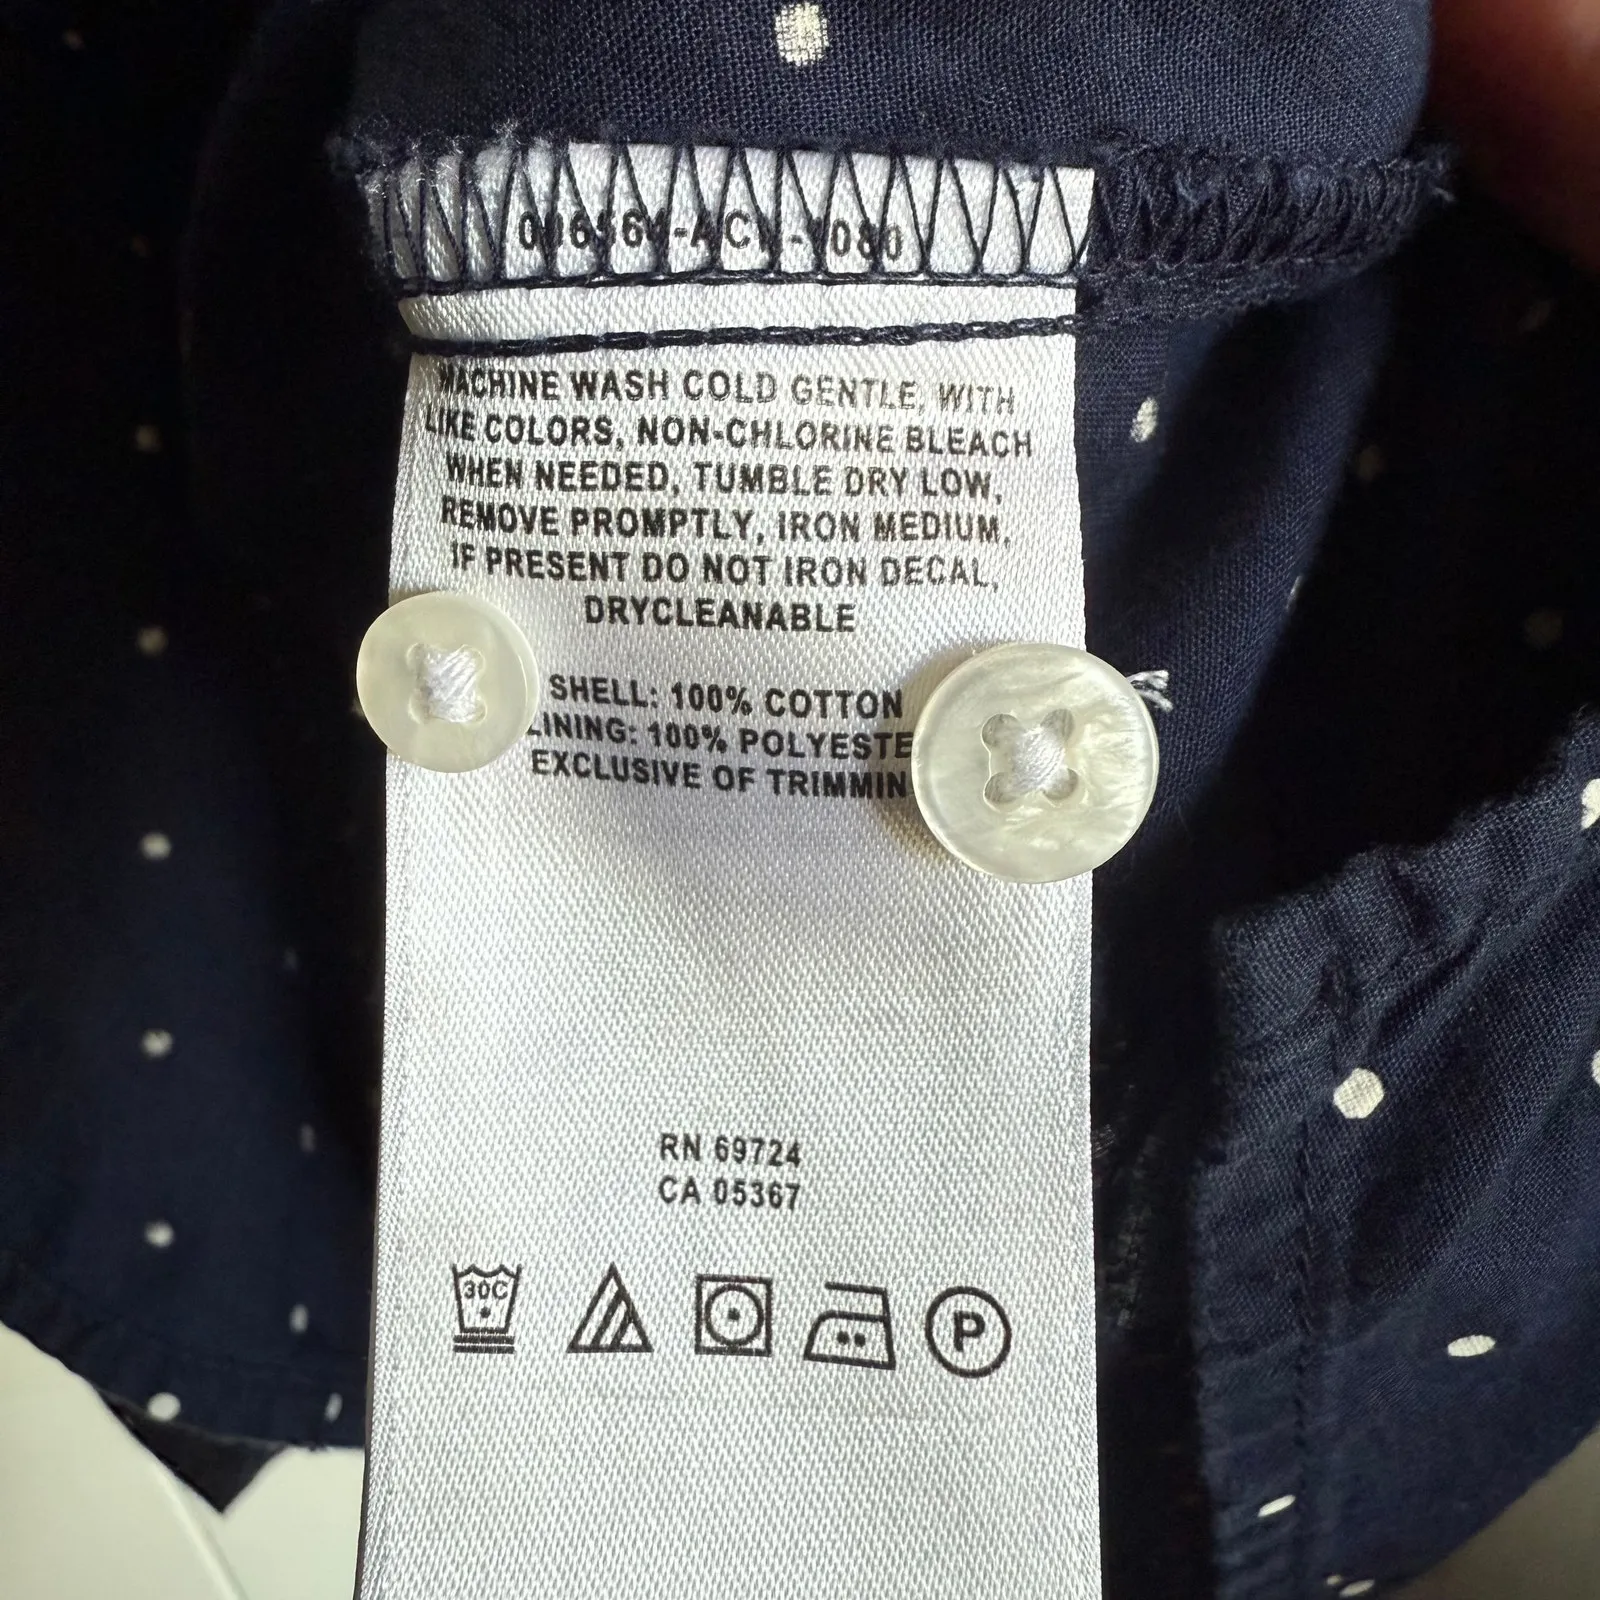 MACHINE WASH COLD GENTLE, WITH
LIKE COLORS, NON-CHLORINE BLEACH
WHEN NEEDED, TUMBLE DRY LOW,
REMOVE PROMPTLY, IRON MEDIUM,
IF PRESENT DO NOT IRON DECAL,
DRYCLEANABLE
SHELL: 100% COTTON
LINING: 100% POLYESTE
EXCLUSIVE OF TRIMMIN
RN 69724
CA 05367
30C P